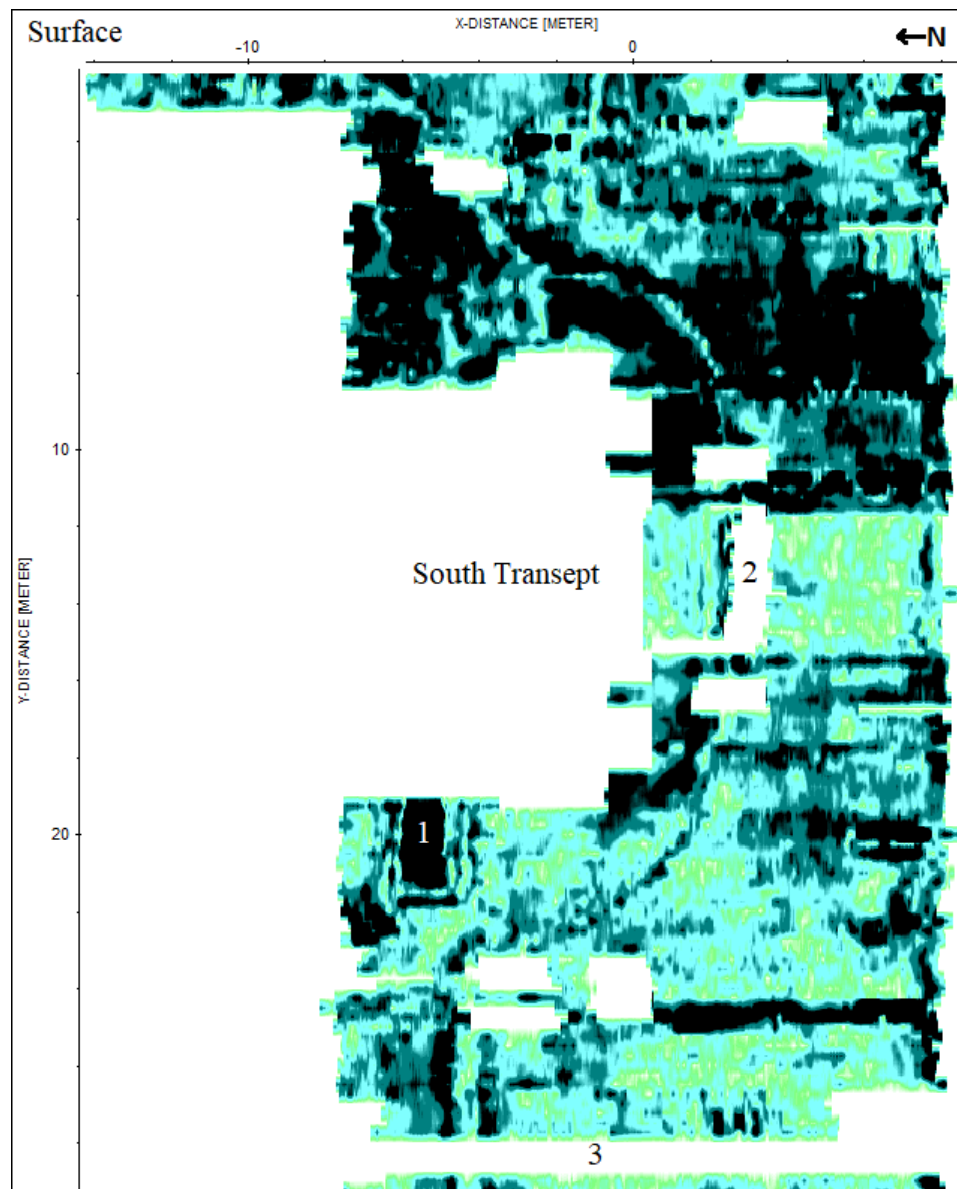 Surface
X-DISTANCE [METER]
←N
-10
0
10
Y-DISTANCE [METER]
South Transept
2
1
20
3